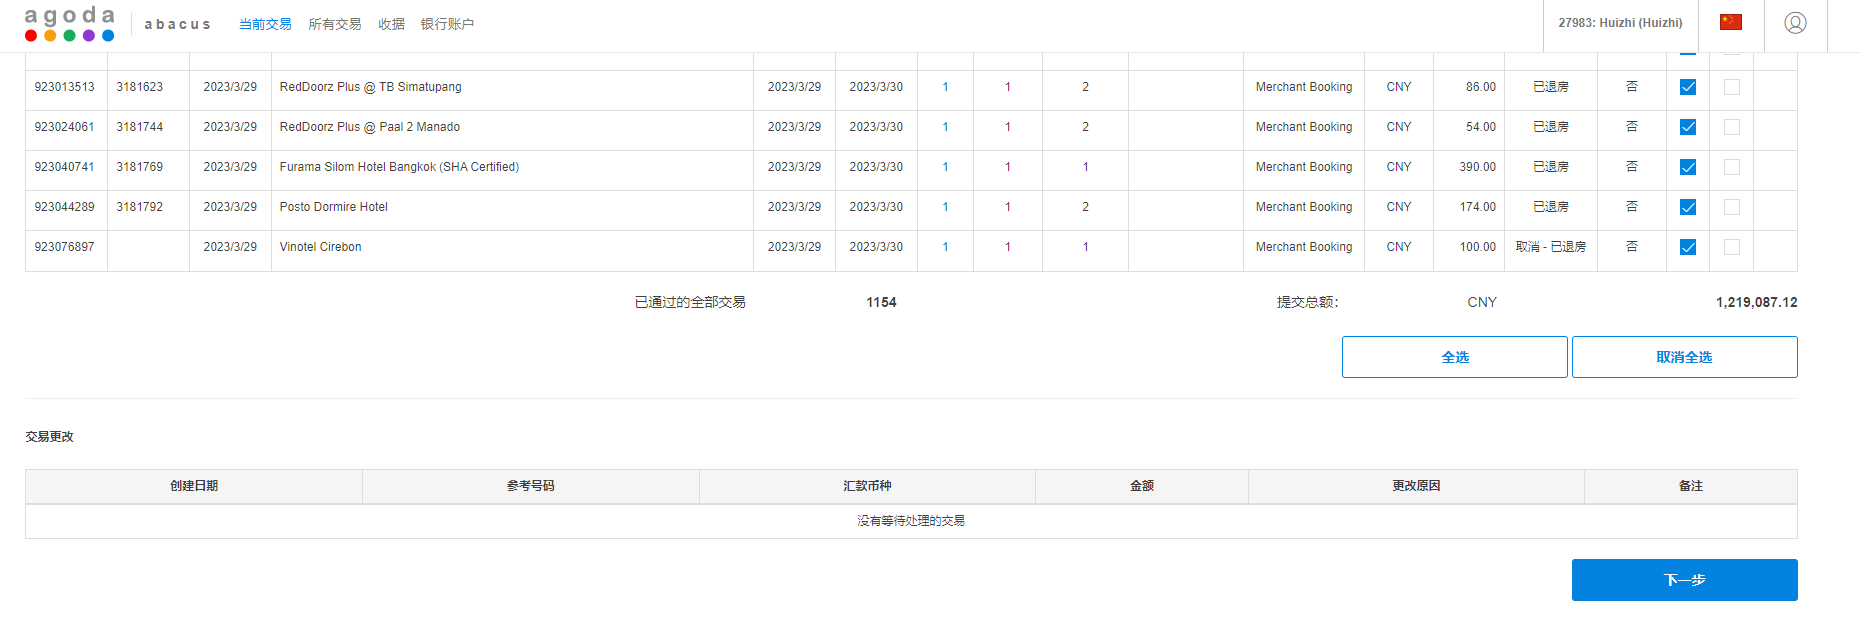 agoda abacus 当前交易 所有交易 收据 银行账户 27983: Huizhi (Huizhi)
923013513 3181623 2023/3/29 RedDoorz Plus @ TB Simatupang 2023/3/29 2023/3/30 1 1 2 Merchant Booking CNY 86.00 已退房 否
923024061 3181744 2023/3/29 RedDoorz Plus @ Paal 2 Manado 2023/3/29 2023/3/30 1 1 2 Merchant Booking CNY 54.00 已退房 否
923040741 3181769 2023/3/29 Furama Silom Hotel Bangkok (SHA Certified) 2023/3/29 2023/3/30 1 1 1 Merchant Booking CNY 390.00 已退房 否
923044289 3181792 2023/3/29 Posto Dormire Hotel 2023/3/29 2023/3/30 1 1 2 Merchant Booking CNY 174.00 已退房 否
923076897 2023/3/29 Vinotel Cirebon 2023/3/29 2023/3/30 1 1 1 Merchant Booking CNY 100.00 取消 - 已退房 否
已通过的全部交易 1154 提交总额: CNY 1,219,087.12
全选 取消全选
交易更改
创建日期 参考号码 汇款币种 金额 更改原因 备注
没有等待处理的交易
下一步